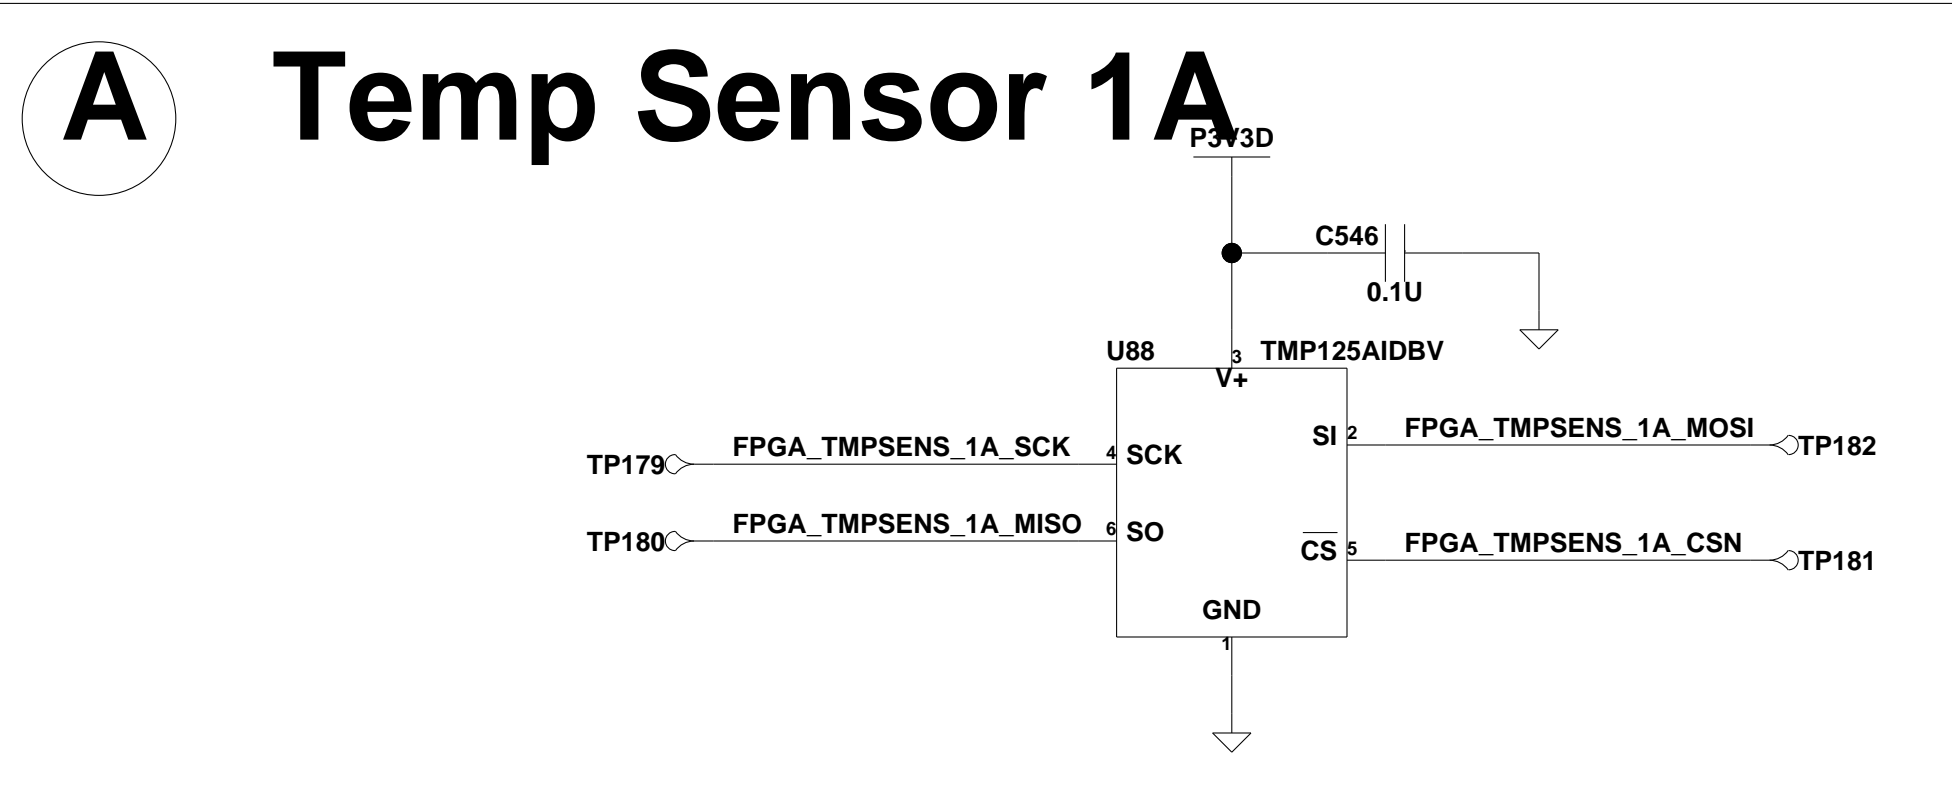 A
Temp Sensor 1A
P3V3D
C546
0.1U
U88
3
TMP125AIDBV
V+
SI
2
FPGA_TMPSENS_1A_MOSI
TP182
TP179
FPGA_TMPSENS_1A_SCK
4
SCK
TP180
FPGA_TMPSENS_1A_MISO
6
SO
CS
5
FPGA_TMPSENS_1A_CSN
TP181
GND
1